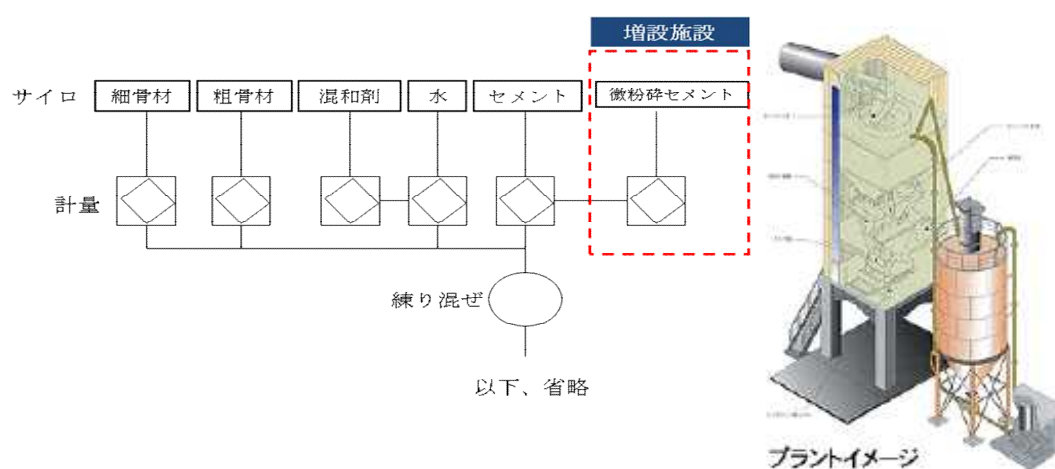 増設施設
サイロ 細骨材 粗骨材 混和剤 水 セメント 微粉砕セメント
計量
練り混ぜ
以下、省略
プラントイメージ